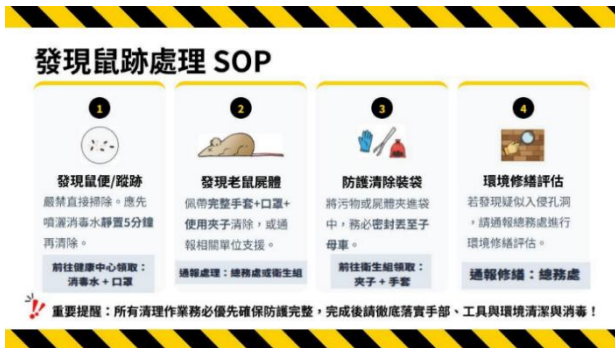 發現鼠跡處理 SOP
1
發現鼠便/蹤跡
嚴禁直接掃除。應先
噴灑消毒水靜置5分鐘
再清除。
前往健康中心領取：
消毒水 + 口罩
2
發現老鼠屍體
佩帶完整手套+口罩+
使用夾子清除，或通
報相關單位支援。
通報處理：總務處或衛生組
3
防護清除裝袋
將污物或屍體夾進袋
中，務必密封丟至子
母車。
前往衛生組領取：
夾子 + 手套
4
環境修繕評估
若發現疑似入侵孔洞
，請通報總務處進行
環境修繕評估。
通報修繕：總務處
重要提醒：所有清理作業務必優先確保防護完整，完成後請徹底落實手部、工具與環境清潔與消毒！